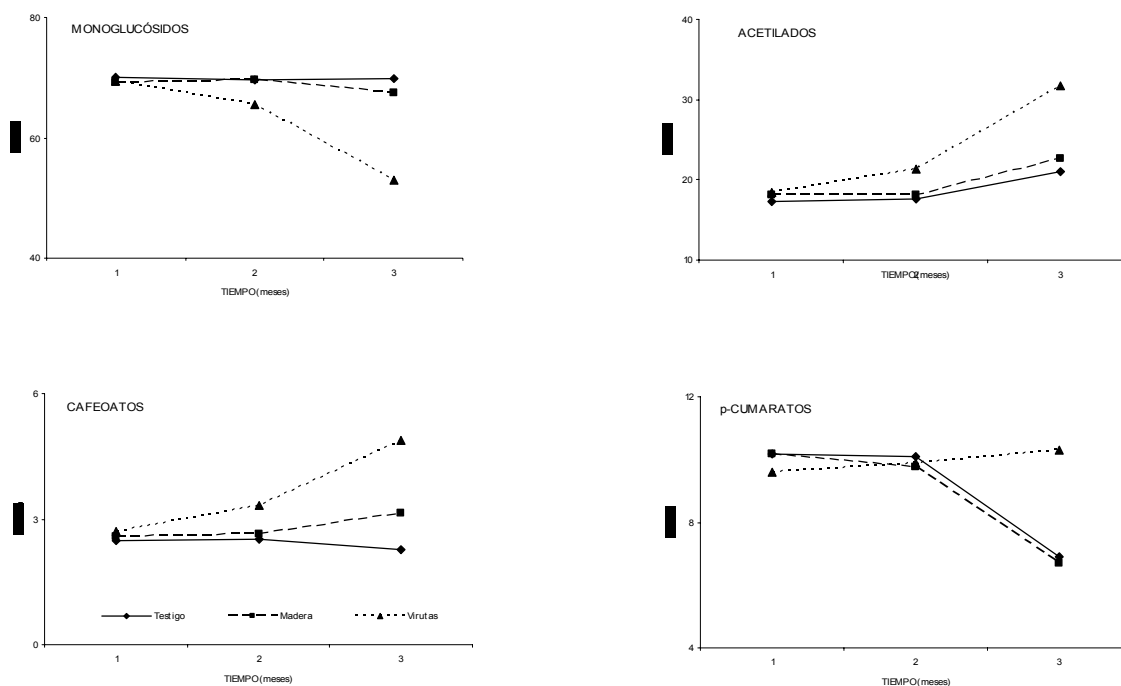 MONOGLUCÓSIDOS
80
60
40
1 2 3
TIEMPO(meses)
ACETILADOS
40
30
20
10
1 2 3
TIEMPO(meses)
CAFEOATOS
6
3
0
Testigo Madera Virutas
1 2 3
TIEMPO(meses)
p-CUMARATOS
12
8
4
1 2 3
TIEMPO(meses)